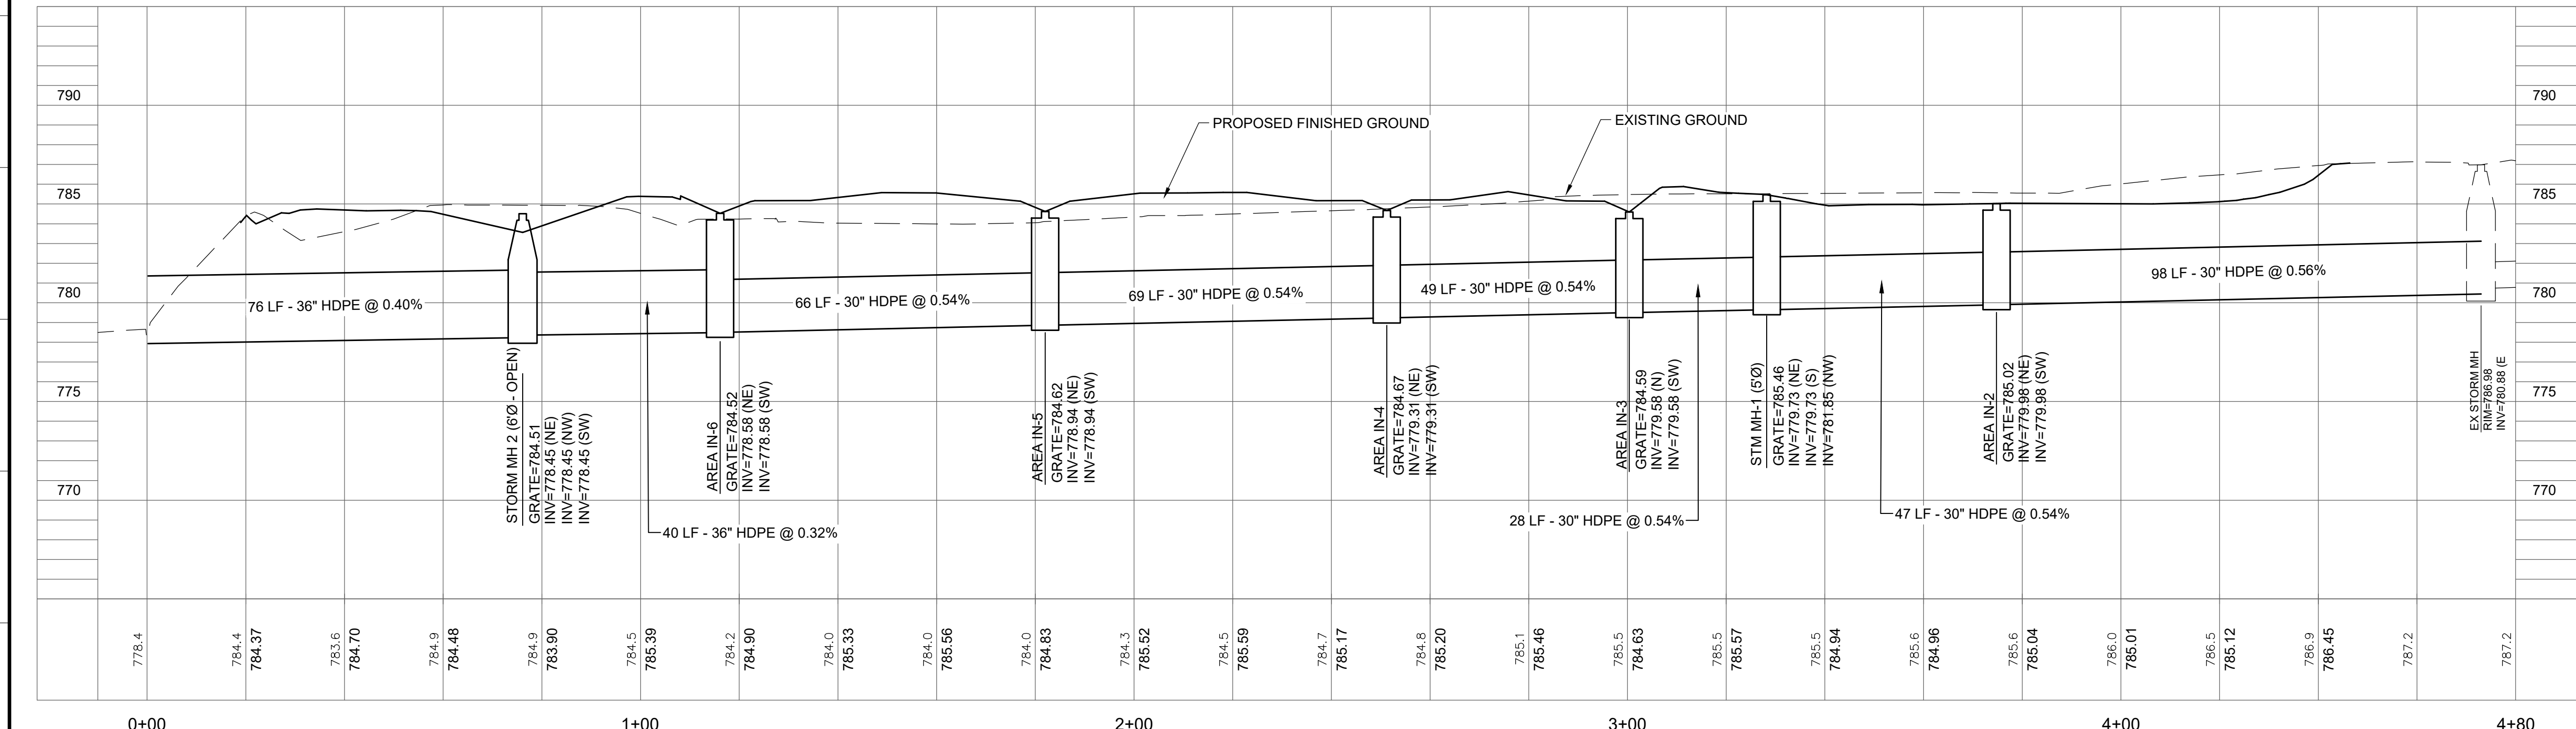 790
790
PROPOSED FINISHED GROUND
EXISTING GROUND
785
785
780
780
76 LF - 36" HDPE @ 0.40%
66 LF - 30" HDPE @ 0.54%
69 LF - 30" HDPE @ 0.54%
49 LF - 30" HDPE @ 0.54%
98 LF - 30" HDPE @ 0.56%
775
775
770
770
STORM MH 2 (6'Ø - OPEN)
GRATE=784.51
INV=778.45 (NE)
INV=778.45 (NW)
INV=778.45 (SW)
AREA IN-6
GRATE=784.52
INV=778.58 (NE)
INV=778.58 (SW)
AREA IN-5
GRATE=784.62
INV=778.94 (NE)
INV=778.94 (SW)
AREA IN-4
GRATE=784.67
INV=779.31 (NE)
INV=779.31 (SW)
AREA IN-3
GRATE=784.59
INV=779.58 (N)
INV=779.58 (SW)
STM MH-1 (5'Ø)
GRATE=785.46
INV=779.73 (NE)
INV=779.73 (S)
INV=781.85 (NW)
AREA IN-2
GRATE=785.02
INV=779.98 (NE)
INV=779.98 (SW)
EX STORM MH
RIM=786.98
INV=780.88 (E
40 LF - 36" HDPE @ 0.32%
28 LF - 30" HDPE @ 0.54%
47 LF - 30" HDPE @ 0.54%
778.4
784.4
784.37
783.6
784.70
784.9
784.48
784.9
783.90
784.5
785.39
784.2
784.90
784.0
785.33
784.0
785.56
784.0
784.83
784.3
785.52
784.5
785.59
784.7
785.17
784.8
785.20
785.1
785.46
785.5
784.63
785.5
785.57
785.5
784.94
785.6
784.96
785.6
785.04
786.0
785.01
786.5
785.12
786.9
786.45
787.2
787.2
0+00
1+00
2+00
3+00
4+00
4+80